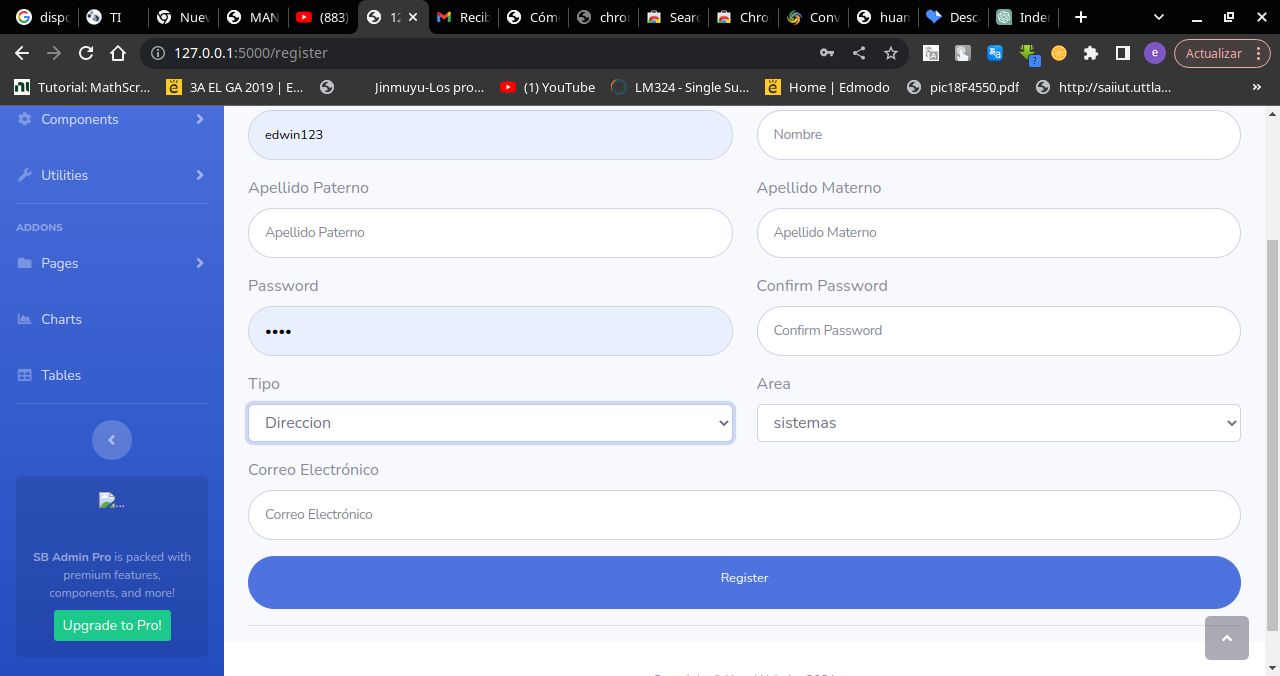 dispo
TI
Nuev
MAN
(883)
12
Recib
Cóm
chror
Searc
Chro
Conv
huan
Desca
Inder
127.0.0.1:5000/register
e
Actualizar
Tutorial: MathScr...
3A EL GA 2019 | E...
Jinmuyu-Los pro...
(1) YouTube
LM324 - Single Su...
Home | Edmodo
pic18F4550.pdf
http://saiiut.uttla...
»
Components
Utilities
ADDONS
Pages
Charts
Tables
...
SB Admin Pro is packed with
premium features,
components, and more!
Upgrade to Pro!
edwin123
Nombre
Apellido Paterno
Apellido Materno
Apellido Paterno
Apellido Materno
Password
Confirm Password
••••
Confirm Password
Tipo
Area
Direccion
sistemas
Correo Electrónico
Correo Electrónico
Register